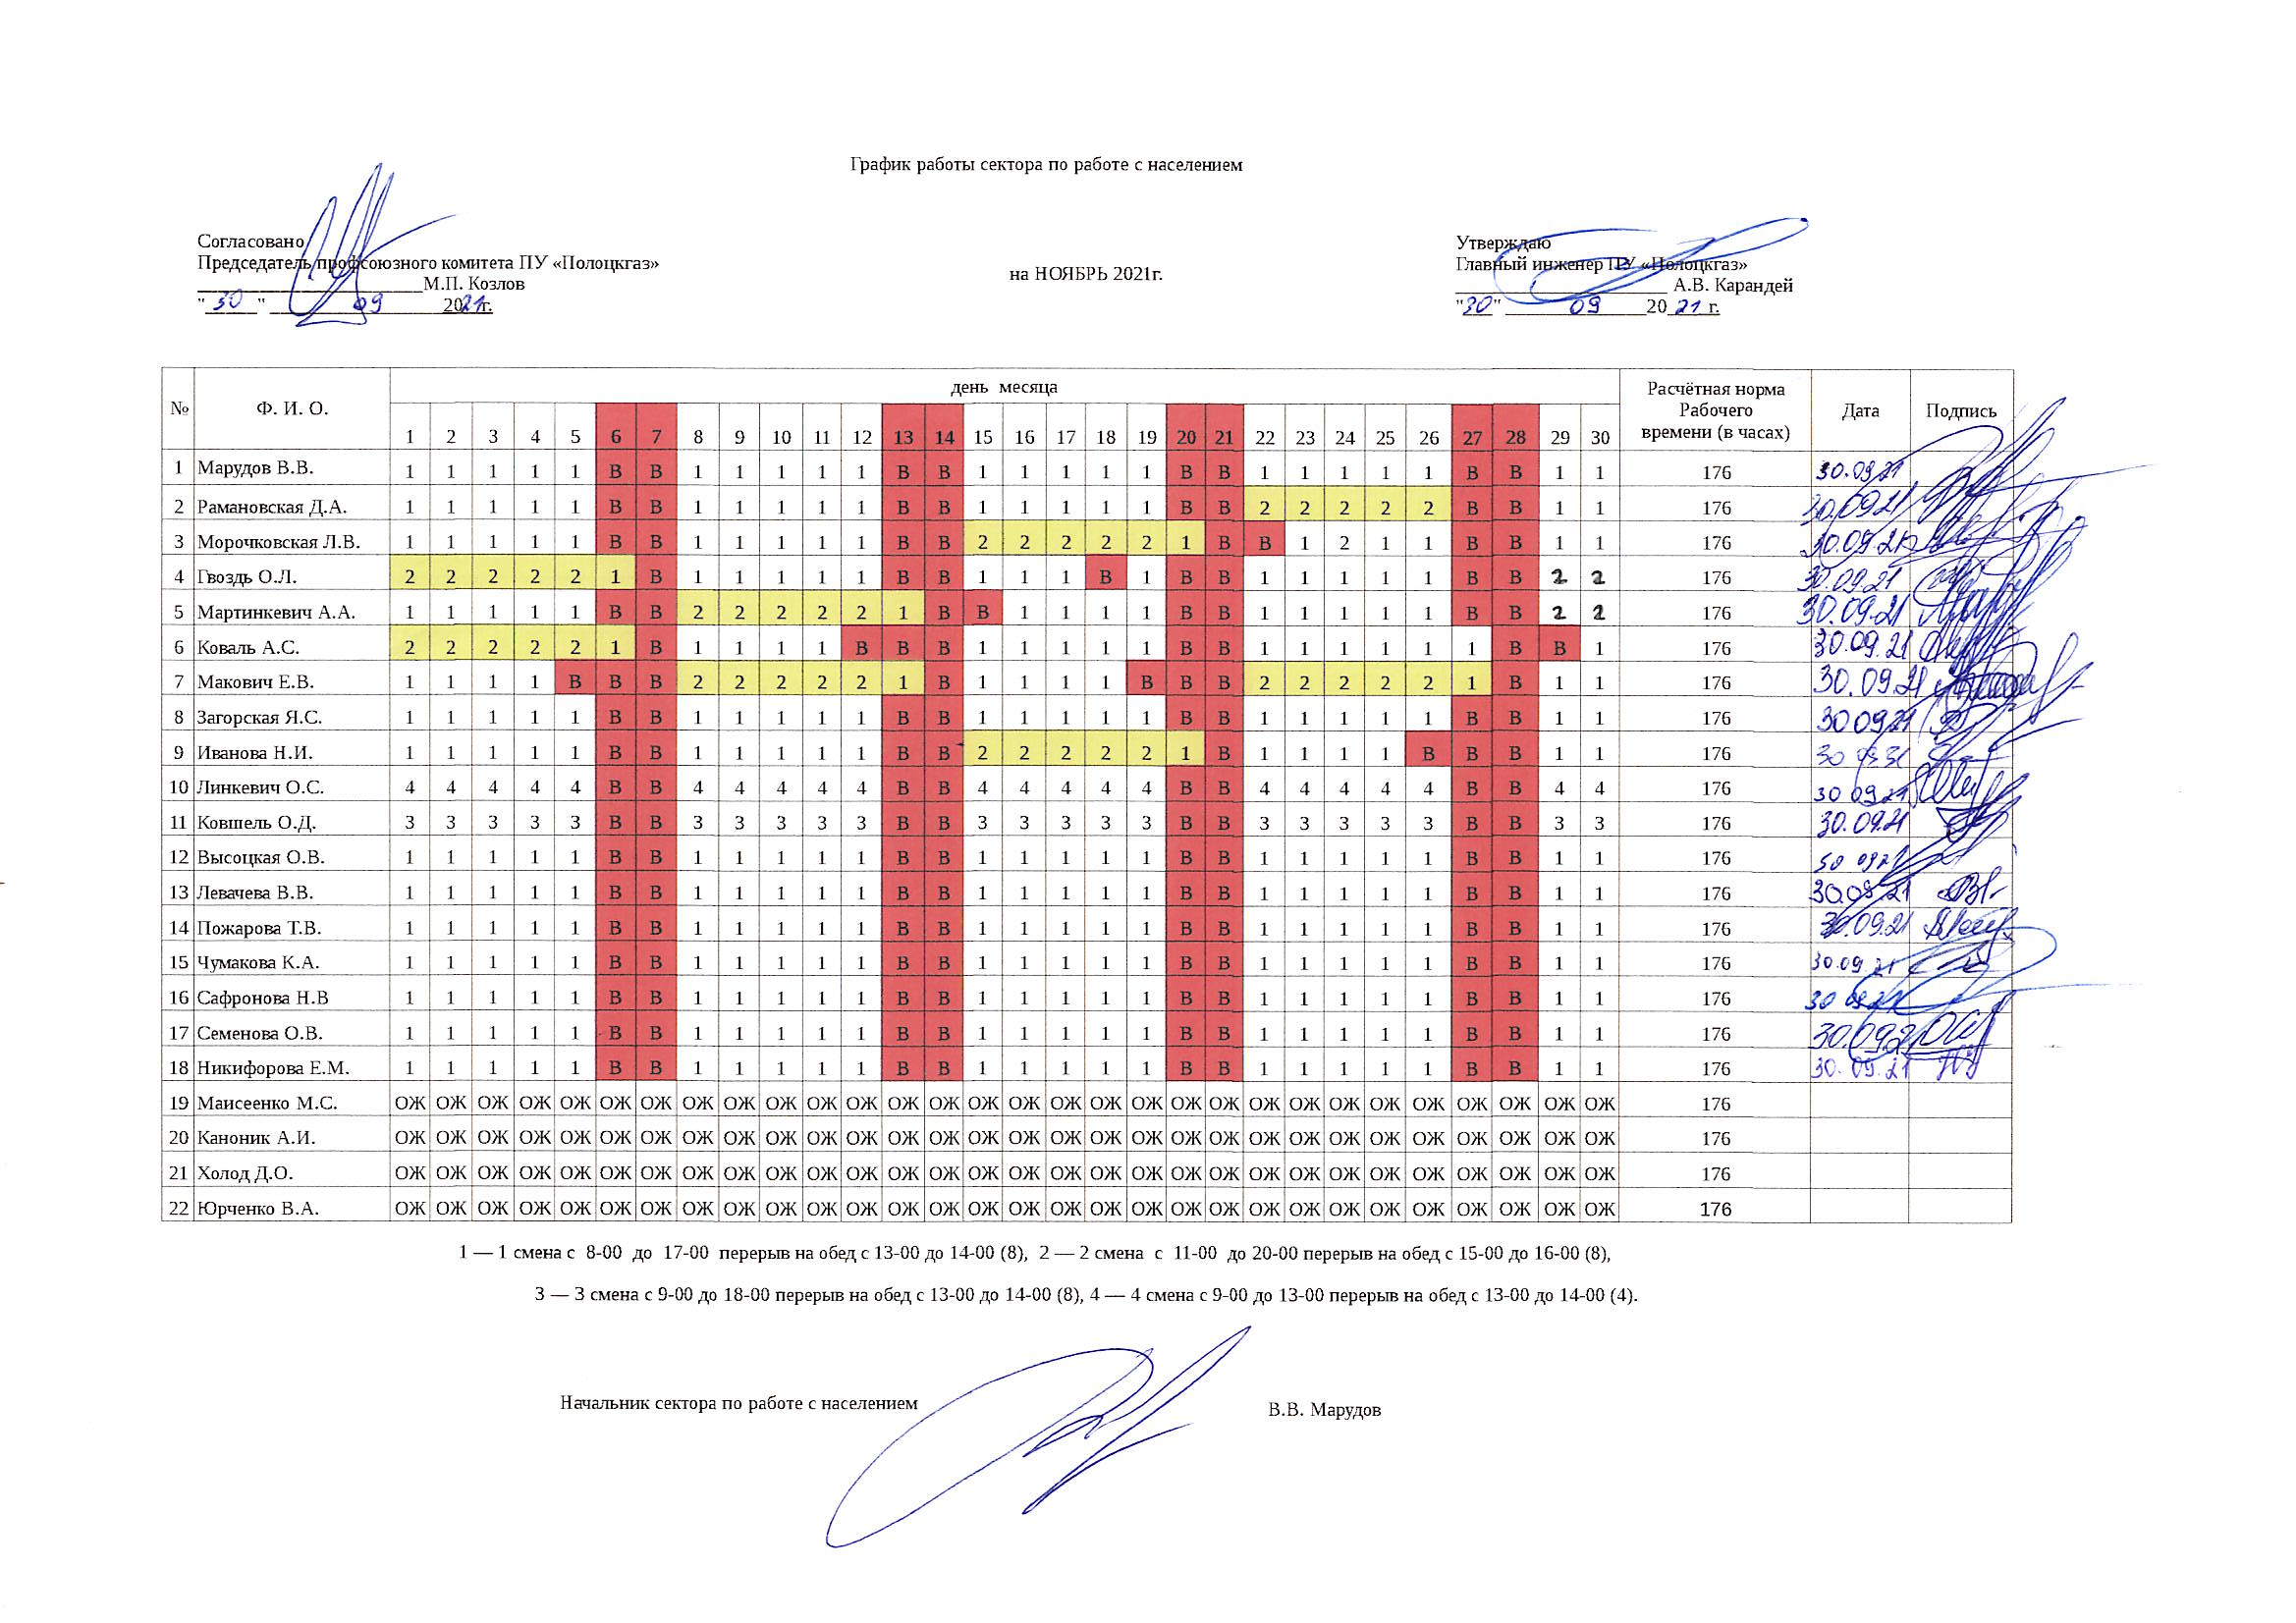 График работы сектора по работе с населением
Согласовано
Председатель профсоюзного комитета ПУ «Полоцкгаз»
М.П. Козлов
"30" 09 2021г.
на НОЯБРЬ 2021г.
Утверждаю
Главный инженер ПУ «Полоцкгаз»
А.В. Карандей
"30" 09 2021 г.
№ Ф. И. О. день месяца Расчётная норма Рабочего времени (в часах) Дата Подпись
1 2 3 4 5 6 7 8 9 10 11 12 13 14 15 16 17 18 19 20 21 22 23 24 25 26 27 28 29 30
1 Марудов В.В. 1 1 1 1 1 В В 1 1 1 1 1 В В 1 1 1 1 1 В В 1 1 1 1 1 В В 1 1 176 30.09.21
2 Рамановская Д.А. 1 1 1 1 1 В В 1 1 1 1 1 В В 1 1 1 1 1 В В 2 2 2 2 2 В В 1 1 176 30.09.21
3 Морочковская Л.В. 1 1 1 1 1 В В 1 1 1 1 1 В В 2 2 2 2 2 1 В В 1 2 1 1 В В 1 1 176 30.09.21
4 Гвоздь О.Л. 2 2 2 2 2 1 В 1 1 1 1 1 В В 1 1 1 В 1 В В 1 1 1 1 1 В В 2 2 176 30.09.21
5 Мартинкевич А.А. 1 1 1 1 1 В В 2 2 2 2 2 1 В В 1 1 1 1 В В 1 1 1 1 1 В В 2 2 176 30.09.21
6 Коваль А.С. 2 2 2 2 2 1 В 1 1 1 1 В В В 1 1 1 1 1 В В 1 1 1 1 1 1 В В 1 176 30.09.21
7 Макович Е.В. 1 1 1 1 В В В 2 2 2 2 2 1 В 1 1 1 1 В В В 2 2 2 2 2 1 В 1 1 176 30.09.21
8 Загорская Я.С. 1 1 1 1 1 В В 1 1 1 1 1 В В 1 1 1 1 1 В В 1 1 1 1 1 В В 1 1 176 30 09 21
9 Иванова Н.И. 1 1 1 1 1 В В 1 1 1 1 1 В В 2 2 2 2 2 1 В 1 1 1 1 В В В 1 1 176
10 Линкевич О.С. 4 4 4 4 4 В В 4 4 4 4 4 В В 4 4 4 4 4 В В 4 4 4 4 4 В В 4 4 176 30 09.21
11 Ковшель О.Д. 3 3 3 3 3 В В 3 3 3 3 3 В В 3 3 3 3 3 В В 3 3 3 3 3 В В 3 3 176 30.09.21
12 Высоцкая О.В. 1 1 1 1 1 В В 1 1 1 1 1 В В 1 1 1 1 1 В В 1 1 1 1 1 В В 1 1 176 30 09 21
13 Левачева В.В. 1 1 1 1 1 В В 1 1 1 1 1 В В 1 1 1 1 1 В В 1 1 1 1 1 В В 1 1 176 30.09.21
14 Пожарова Т.В. 1 1 1 1 1 В В 1 1 1 1 1 В В 1 1 1 1 1 В В 1 1 1 1 1 В В 1 1 176 30.09.21
15 Чумакова К.А. 1 1 1 1 1 В В 1 1 1 1 1 В В 1 1 1 1 1 В В 1 1 1 1 1 В В 1 1 176 30.09.21
16 Сафронова Н.В 1 1 1 1 1 В В 1 1 1 1 1 В В 1 1 1 1 1 В В 1 1 1 1 1 В В 1 1 176 30 09 21
17 Семенова О.В. 1 1 1 1 1 В В 1 1 1 1 1 В В 1 1 1 1 1 В В 1 1 1 1 1 В В 1 1 176 30.09.21
18 Никифорова Е.М. 1 1 1 1 1 В В 1 1 1 1 1 В В 1 1 1 1 1 В В 1 1 1 1 1 В В 1 1 176 30.09.21
19 Маисеенко М.С. ОЖ ОЖ ОЖ ОЖ ОЖ ОЖ ОЖ ОЖ ОЖ ОЖ ОЖ ОЖ ОЖ ОЖ ОЖ ОЖ ОЖ ОЖ ОЖ ОЖ ОЖ ОЖ ОЖ ОЖ ОЖ ОЖ ОЖ ОЖ ОЖ ОЖ 176
20 Каноник А.И. ОЖ ОЖ ОЖ ОЖ ОЖ ОЖ ОЖ ОЖ ОЖ ОЖ ОЖ ОЖ ОЖ ОЖ ОЖ ОЖ ОЖ ОЖ ОЖ ОЖ ОЖ ОЖ ОЖ ОЖ ОЖ ОЖ ОЖ ОЖ ОЖ ОЖ 176
21 Холод Д.О. ОЖ ОЖ ОЖ ОЖ ОЖ ОЖ ОЖ ОЖ ОЖ ОЖ ОЖ ОЖ ОЖ ОЖ ОЖ ОЖ ОЖ ОЖ ОЖ ОЖ ОЖ ОЖ ОЖ ОЖ ОЖ ОЖ ОЖ ОЖ ОЖ ОЖ 176
22 Юрченко В.А. ОЖ ОЖ ОЖ ОЖ ОЖ ОЖ ОЖ ОЖ ОЖ ОЖ ОЖ ОЖ ОЖ ОЖ ОЖ ОЖ ОЖ ОЖ ОЖ ОЖ ОЖ ОЖ ОЖ ОЖ ОЖ ОЖ ОЖ ОЖ ОЖ ОЖ 176
1 — 1 смена с 8-00 до 17-00 перерыв на обед с 13-00 до 14-00 (8), 2 — 2 смена с 11-00 до 20-00 перерыв на обед с 15-00 до 16-00 (8),
3 — 3 смена с 9-00 до 18-00 перерыв на обед с 13-00 до 14-00 (8), 4 — 4 смена с 9-00 до 13-00 перерыв на обед с 13-00 до 14-00 (4).
Начальник сектора по работе с населением
В.В. Марудов